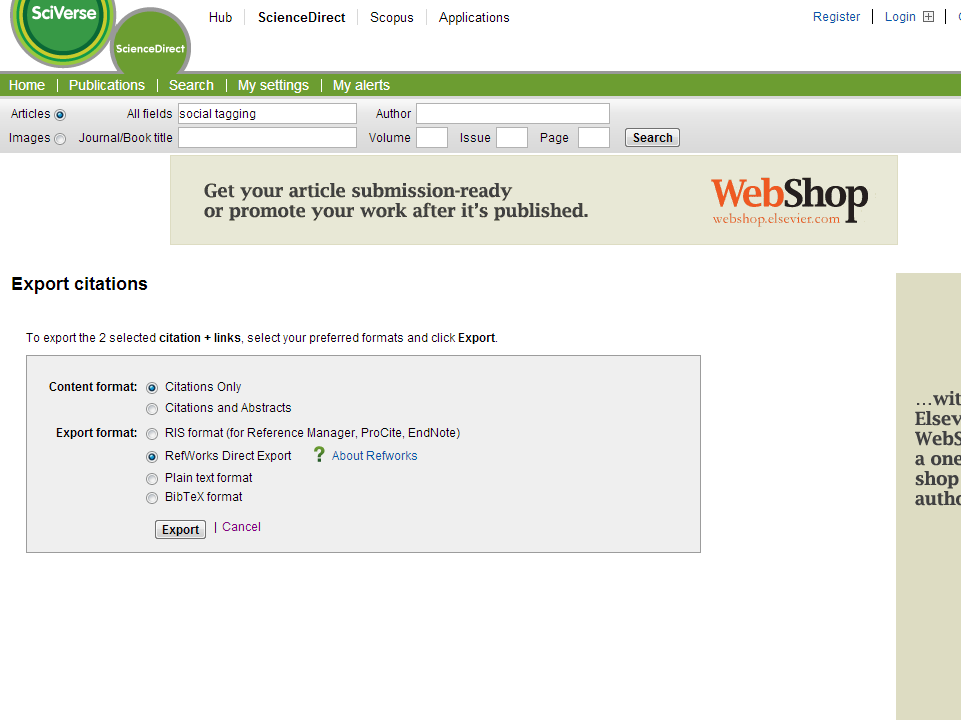 SciVerse
ScienceDirect
Hub ScienceDirect Scopus Applications
Register Login
Home Publications Search My settings My alerts
Articles All fields social tagging Author
Images Journal/Book title Volume Issue Page Search
Get your article submission-ready
or promote your work after it's published.
WebShop
webshop.elsevier.com
Export citations
To export the 2 selected citation + links, select your preferred formats and click Export.
Content format: Citations Only
Citations and Abstracts
Export format: RIS format (for Reference Manager, ProCite, EndNote)
RefWorks Direct Export ? About Refworks
Plain text format
BibTeX format
Export | Cancel
...wit
Elsev
WebS
a one
shop
autho